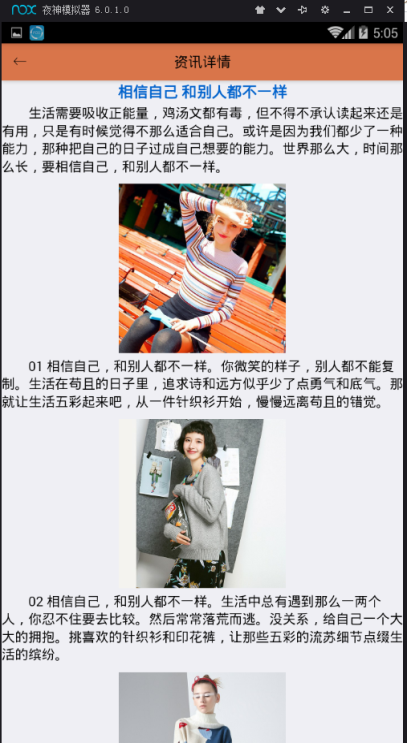 nox 夜神模拟器 6.0.1.0
5:05
资讯详情
相信自己 和别人都不一样
生活需要吸收正能量，鸡汤文都有毒，但不得不承认读起来还是
有用，只是有时候觉得不那么适合自己。或许是因为我们都少了一种
能力，那种把自己的日子过成自己想要的能力。世界那么大，时间那
么长，要相信自己，和别人都不一样。
01 相信自己，和别人都不一样。你微笑的样子，别人都不能复
制。生活在苟且的日子里，追求诗和远方似乎少了点勇气和底气。那
就让生活五彩起来吧，从一件针织衫开始，慢慢远离苟且的错觉。
02 相信自己，和别人都不一样。生活中总有遇到那么一两个
人，你忍不住要去比较。然后常常落荒而逃。没关系，给自己一个大
大的拥抱。挑喜欢的针织衫和印花裤，让那些五彩的流苏细节点缀生
活的缤纷。